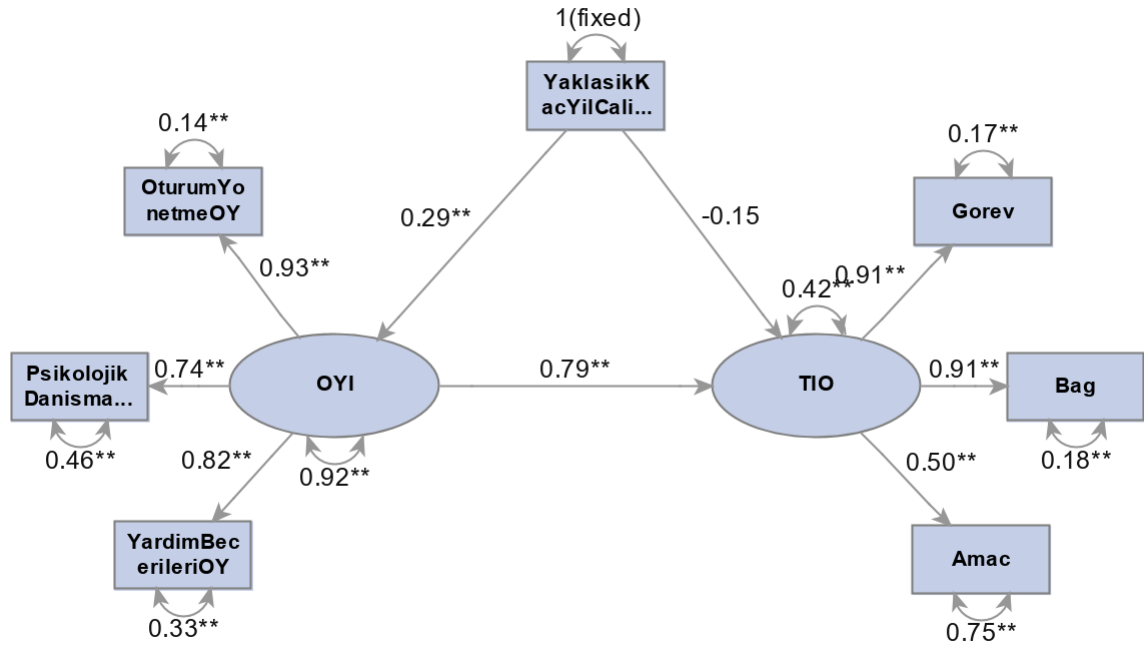 1(fixed)
YaklasikK
acYilCali...
0.14**
OturumYo
netmeOY
0.17**
Gorev
0.29**
-0.15
0.93**
0.42**
0.91**
Psikolojik
Danisma...
0.74**
OYI
0.79**
TIO
0.91**
Bag
0.46**
0.82**
0.92**
0.50**
0.18**
YardimBec
erileriOY
Amac
0.33**
0.75**